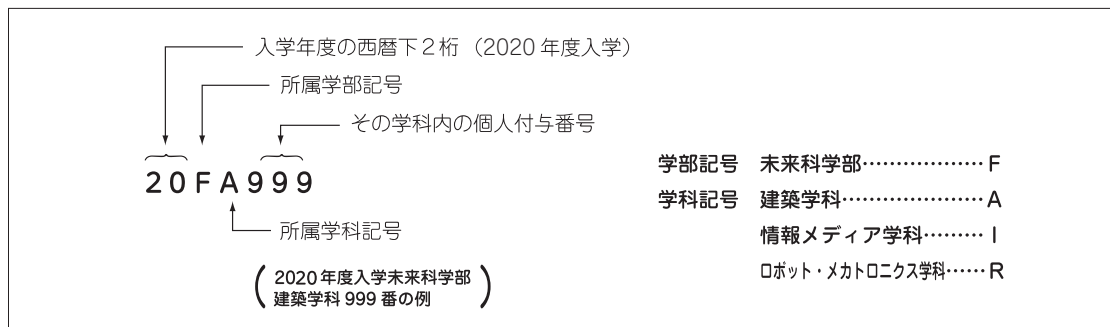 入学年度の西暦下2桁（2020年度入学）
所属学部記号
その学科内の個人付与番号
20FA999
所属学科記号
（2020年度入学未来科学部
建築学科999番の例）
学部記号 未来科学部………………F
学科記号 建築学科…………………A
情報メディア学科………I
ロボット・メカトロニクス学科……R